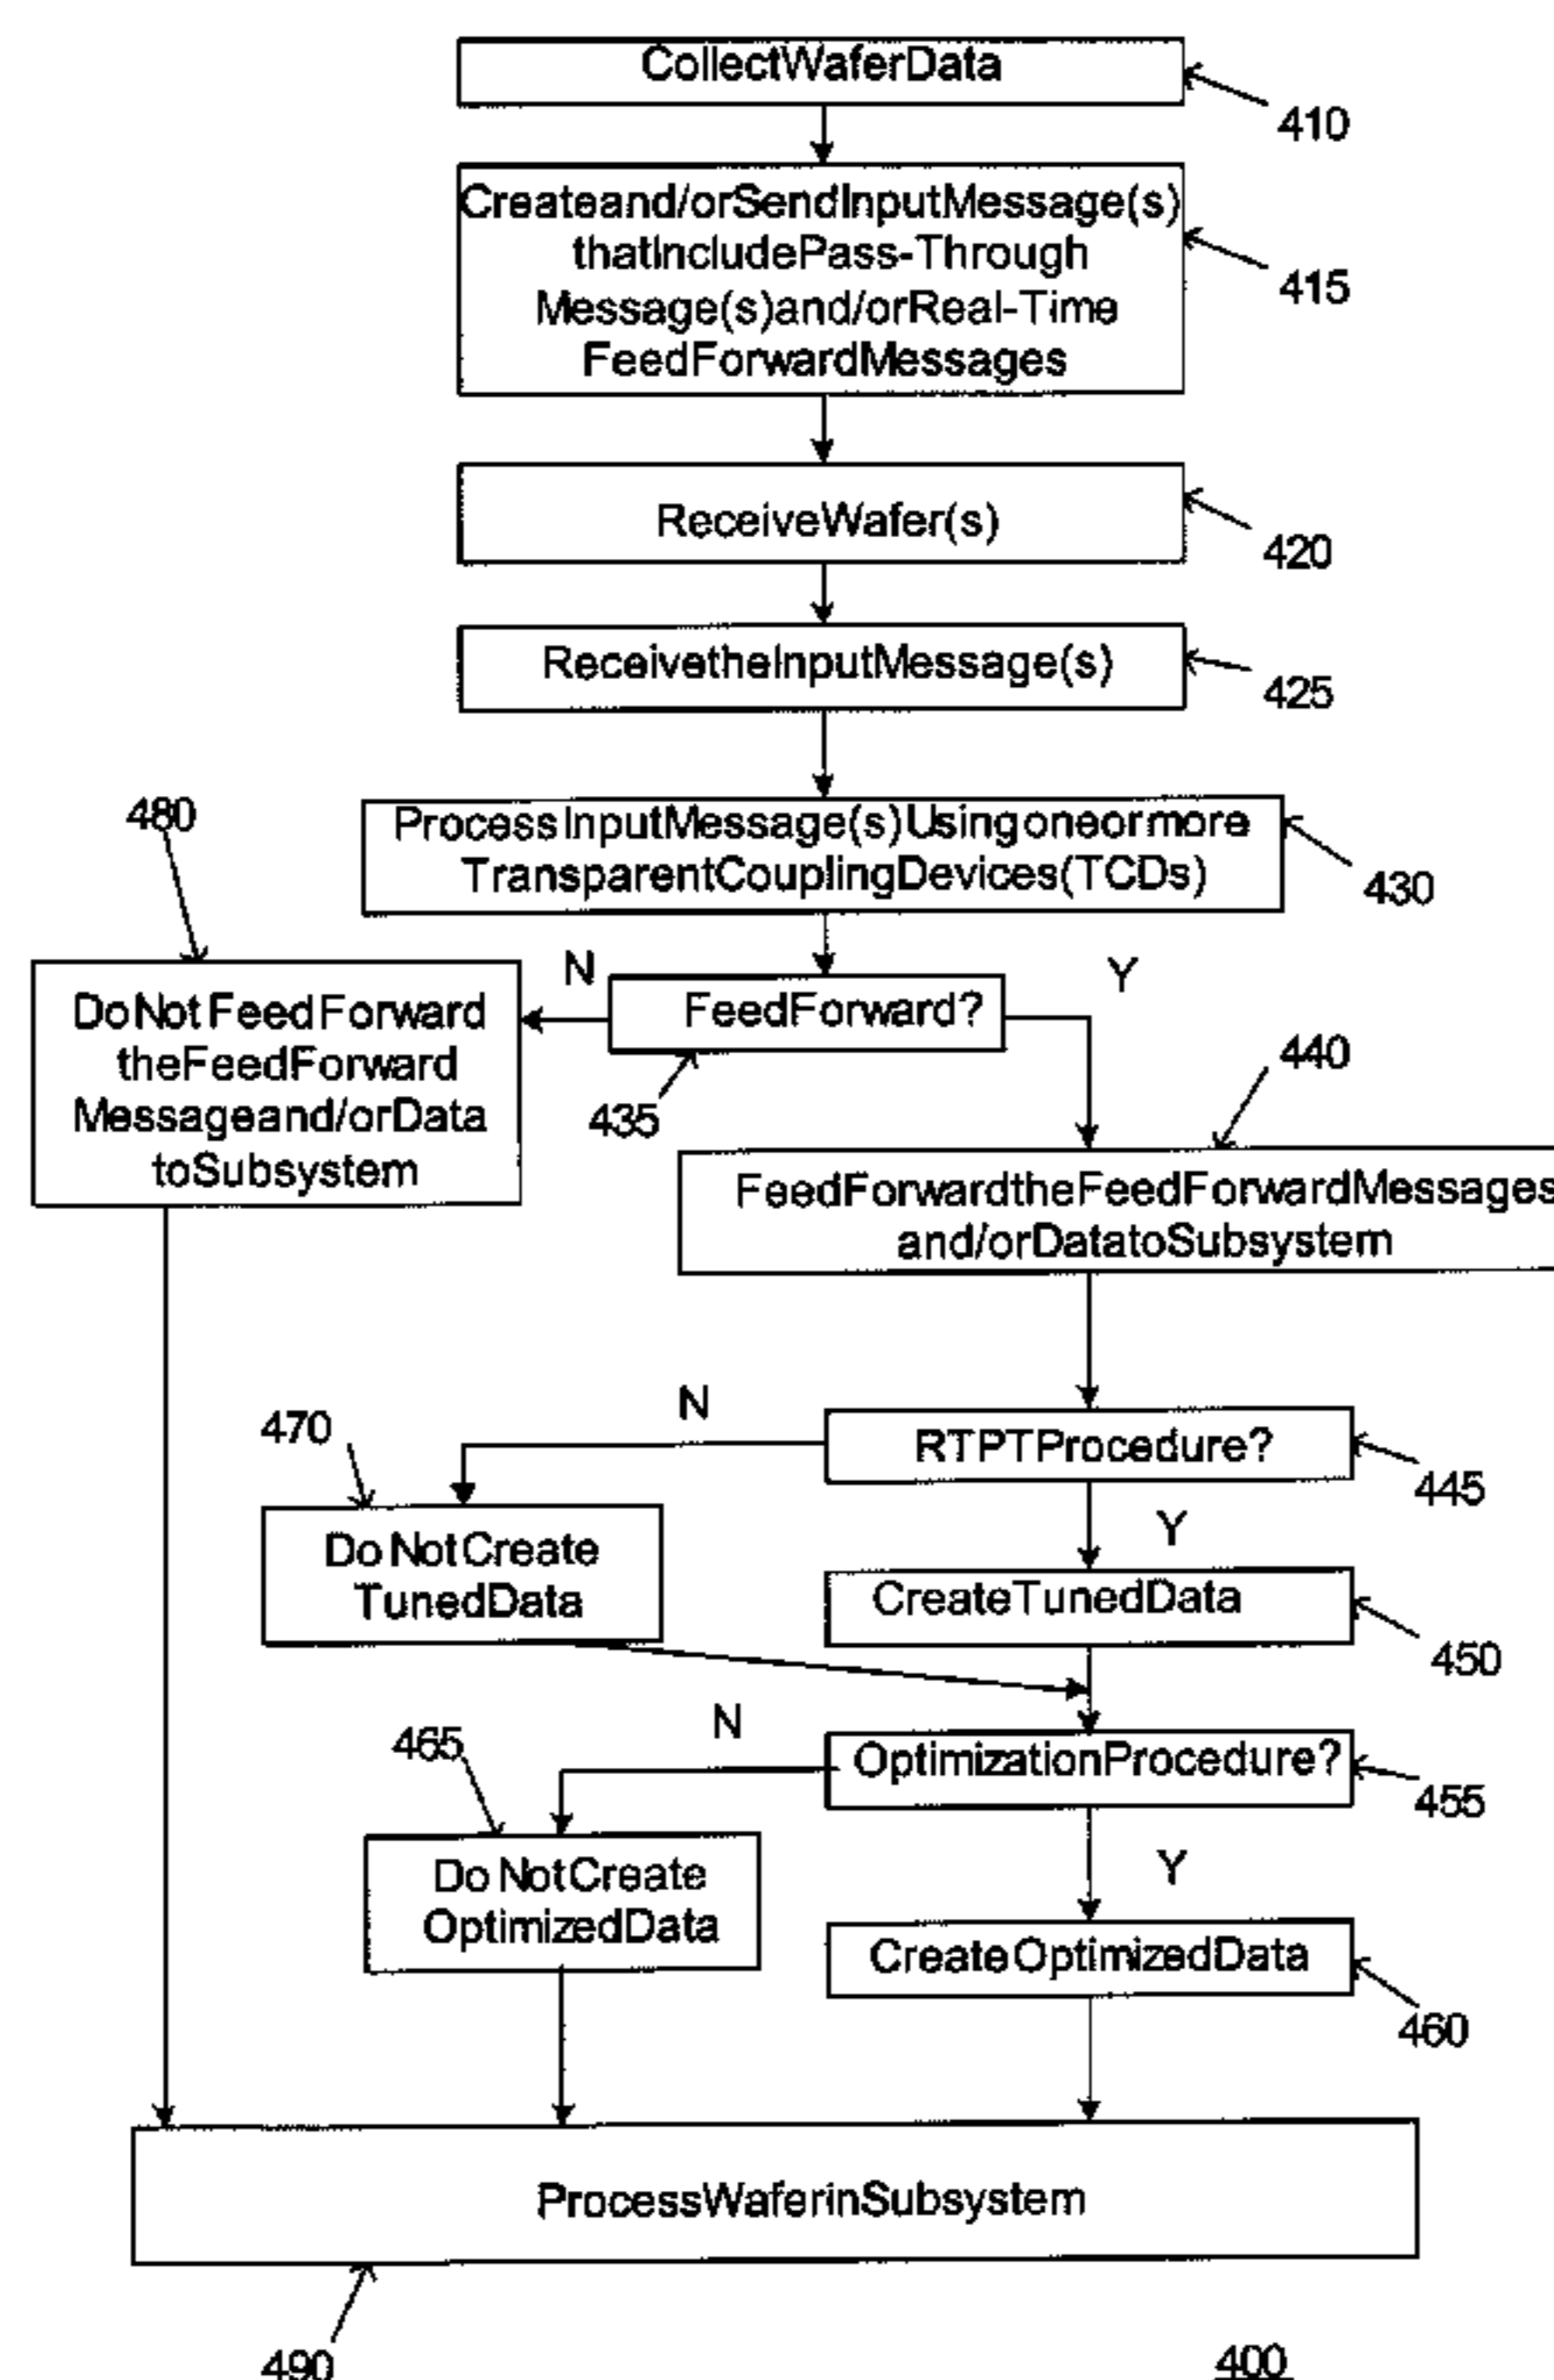 CollectWaferData
410
Createand/orSendInputMessage(s)
thatIncludePass-Through
Message(s)and/orReal-Time
FeedForwardMessages
415
ReceiveWafer(s)
420
ReceivetheInputMessage(s)
425
480
ProcessInputMessage(s)Usingoneormore
TransparentCouplingDevices(TCDs)
430
N
Y
DoNotFeedForward
theFeedForward
Messageand/orData
toSubsystem
FeedForward?
435
440
FeedForwardtheFeedForwardMessages
and/orDatatoSubsystem
N
470
RTPTProcedure?
445
Y
DoNotCreate
TunedData
CreateTunedData
450
N
465
OptimizationProcedure?
455
Y
DoNotCreate
OptimizedData
CreateOptimizedData
460
ProcessWaferinSubsystem
490
400